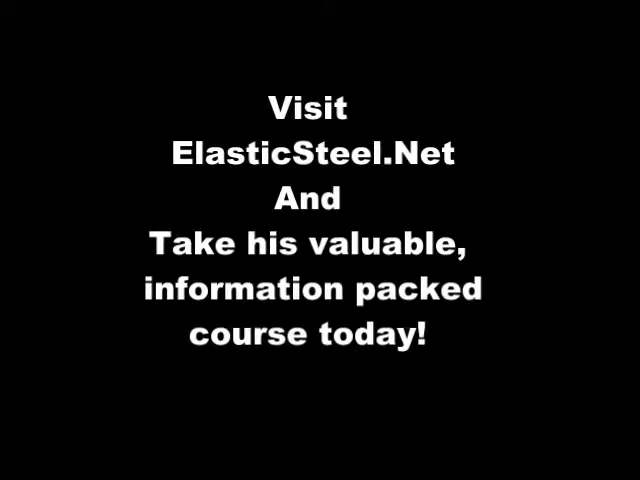 Visit
ElasticSteel.Net
And
Take his valuable,
information packed
course today!